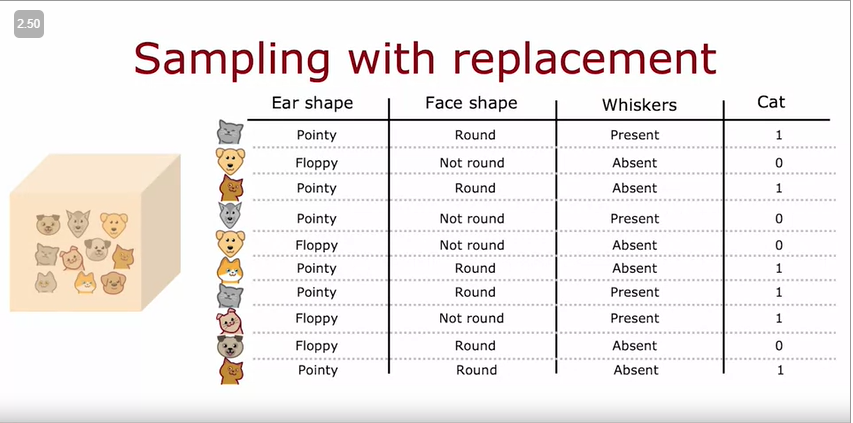 2.50
Sampling with replacement
Ear shape Face shape Whiskers Cat
Pointy Round Present 1
Floppy Not round Absent 0
Pointy Round Absent 1
Pointy Not round Present 0
Floppy Not round Absent 0
Pointy Round Absent 1
Pointy Round Present 1
Floppy Not round Present 1
Floppy Round Absent 0
Pointy Round Absent 1